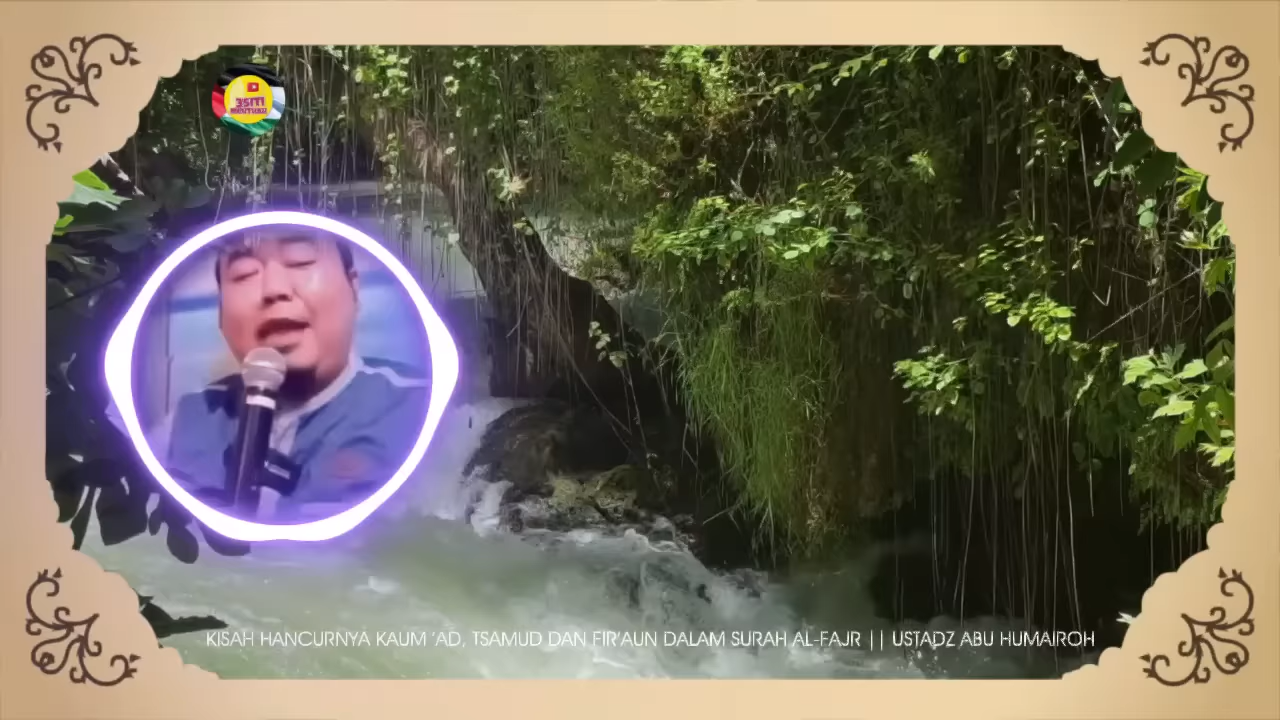 KISAH HANCURNYA KAUM 'AD, TSAMUD DAN FIR'AUN DALAM SURAH AL-FAJR || USTADZ ABU HUMAIROH